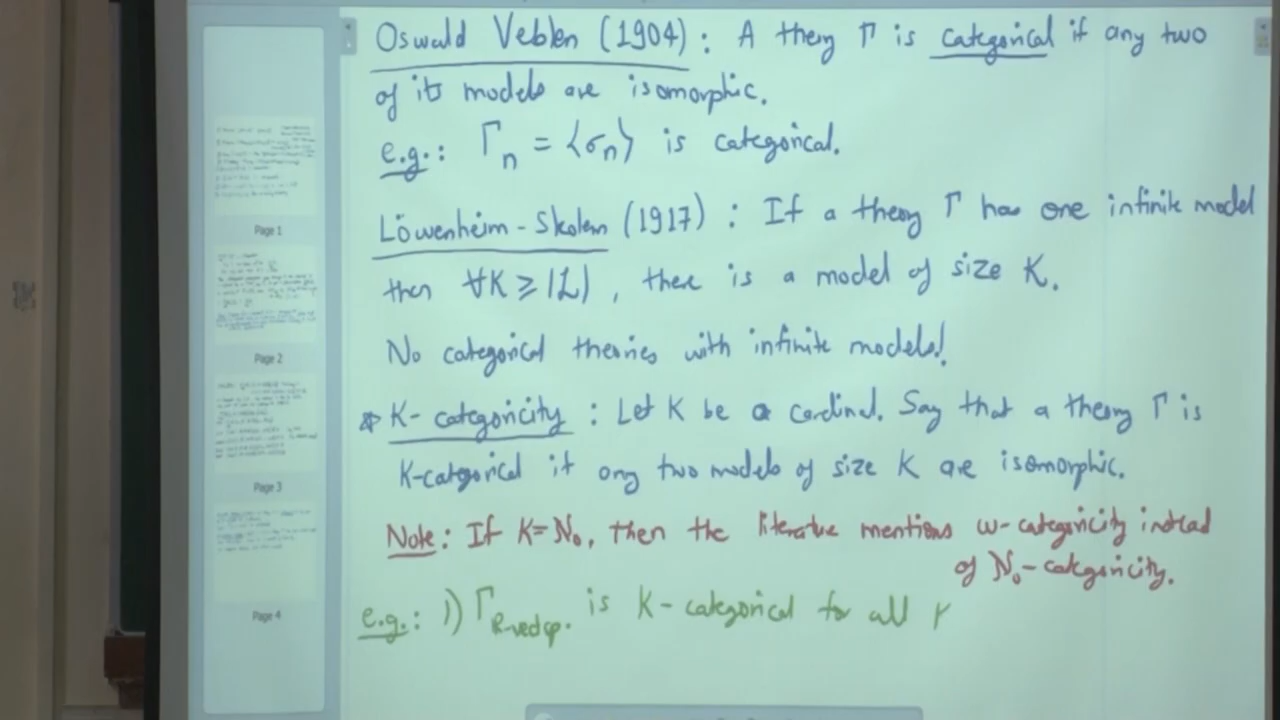 Oswald Veblen (1904) : A theory Γ is categorical if any two
of its models are isomorphic.
e.g.: Γn = ⟨σn⟩ is categorical.
Löwenheim-Skolem (1917) : If a theory Γ has one infinite model
then ∀K ≥ |L|, there is a model of size K.
No categorical theories with infinite models!
* K-categoricity : Let K be a cardinal. Say that a theory Γ is
K-categorical if any two models of size K are isomorphic.
Note: If K=ℵ₀, then the literature mentions ω-categoricity instead
of ℵ₀-categoricity.
e.g.: 1) Γ R-vedsp. is K-categorical for all
Page 1
Page 2
Page 3
Page 4